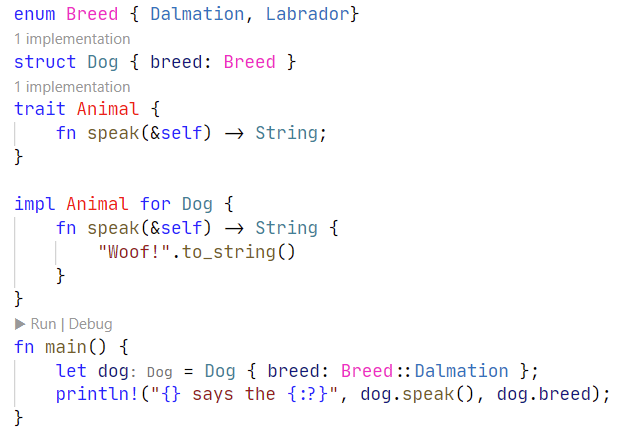 enum Breed { Dalmation, Labrador}
1 implementation
struct Dog { breed: Breed }
1 implementation
trait Animal {
    fn speak(&self) -> String;
}
impl Animal for Dog {
    fn speak(&self) -> String {
        "Woof!".to_string()
    }
}
▶ Run | Debug
fn main() {
    let dog: Dog = Dog { breed: Breed::Dalmation };
    println!("{} says the {:?}", dog.speak(), dog.breed);
}